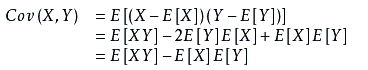 Cov (X, Y) = E [(X − E [X]) (Y − E [Y])]
= E [XY] − 2E [Y] E [X] + E [X] E [Y]
= E [XY] − E [X] E [Y]